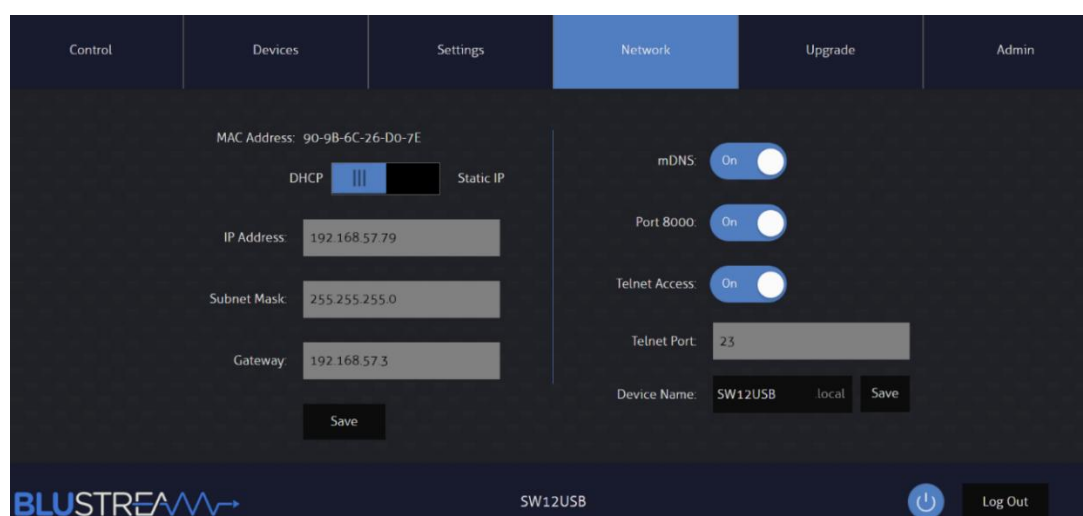 Control Devices Settings Network Upgrade Admin
MAC Address: 90-9B-6C-26-D0-7E
DHCP Static IP
IP Address: 192.168.57.79
Subnet Mask: 255.255.255.0
Gateway: 192.168.57.3
Save
mDNS: On
Port 8000: On
Telnet Access: On
Telnet Port: 23
Device Name: SW12USB .local Save
BLUSTREAM SW12USB Log Out